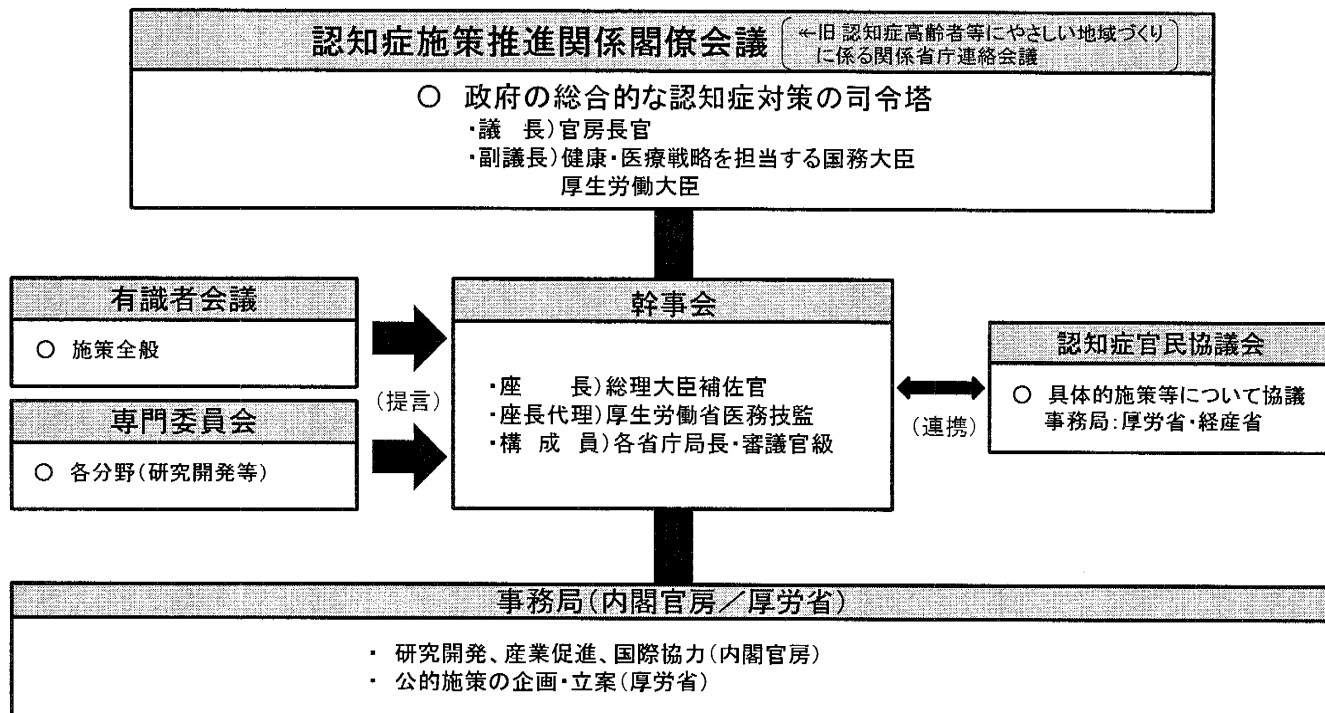 認知症施策推進関係閣僚会議
←旧 認知症高齢者等にやさしい地域づくり
に係る関係省庁連絡会議
○ 政府の総合的な認知症対策の司令塔
・議 長)官房長官
・副議長)健康・医療戦略を担当する国務大臣
厚生労働大臣
有識者会議
○ 施策全般
専門委員会
○ 各分野(研究開発等)
(提言)
幹事会
・座 長)総理大臣補佐官
・座長代理)厚生労働省医務技監
・構 成 員)各省庁局長・審議官級
(連携)
認知症官民協議会
○ 具体的施策等について協議
事務局:厚労省・経産省
事務局(内閣官房/厚労省)
・ 研究開発、産業促進、国際協力(内閣官房)
・ 公的施策の企画・立案(厚労省)